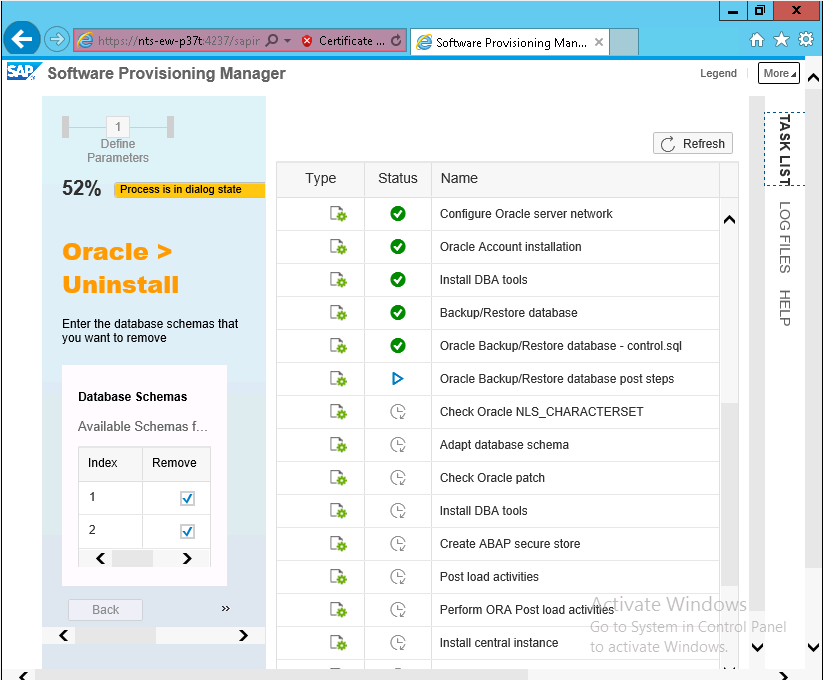 https://nts-ew-p37t:4237/sapin
Certificate ...
Software Provisioning Man...
SAP
Software Provisioning Manager
Legend
More
1
Define
Parameters
52%
Process is in dialog state
Oracle >
Uninstall
Enter the database schemas that
you want to remove
Database Schemas
Available Schemas f...
Index Remove
1
2
Back
»
Refresh
Type Status Name
Configure Oracle server network
Oracle Account installation
Install DBA tools
Backup/Restore database
Oracle Backup/Restore database - control.sql
Oracle Backup/Restore database post steps
Check Oracle NLS_CHARACTERSET
Adapt database schema
Check Oracle patch
Install DBA tools
Create ABAP secure store
Post load activities
Perform ORA Post load activities
Install central instance
TASK LIST
LOG FILES
HELP
Activate Windows
Go to System in Control Panel
to activate Windows.